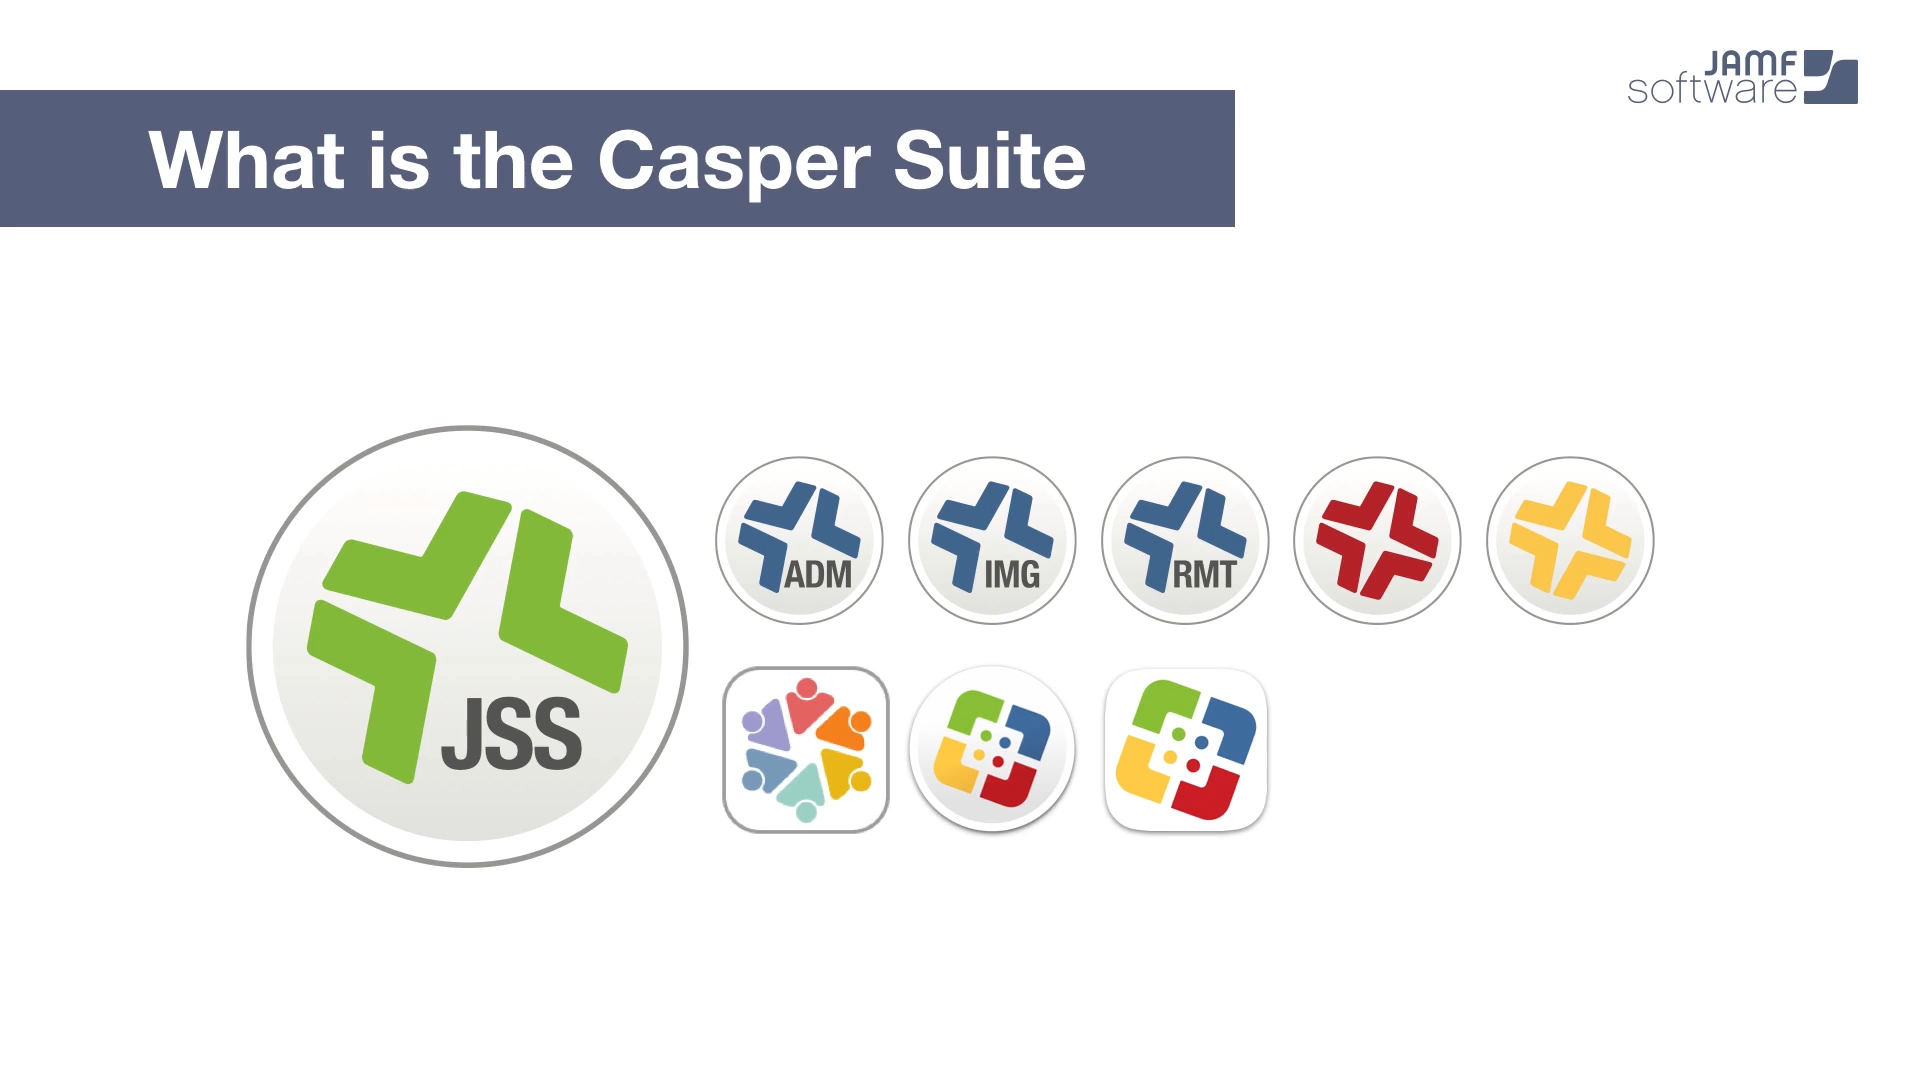 JAMF
software
What is the Casper Suite
JSS
ADM
IMG
RMT